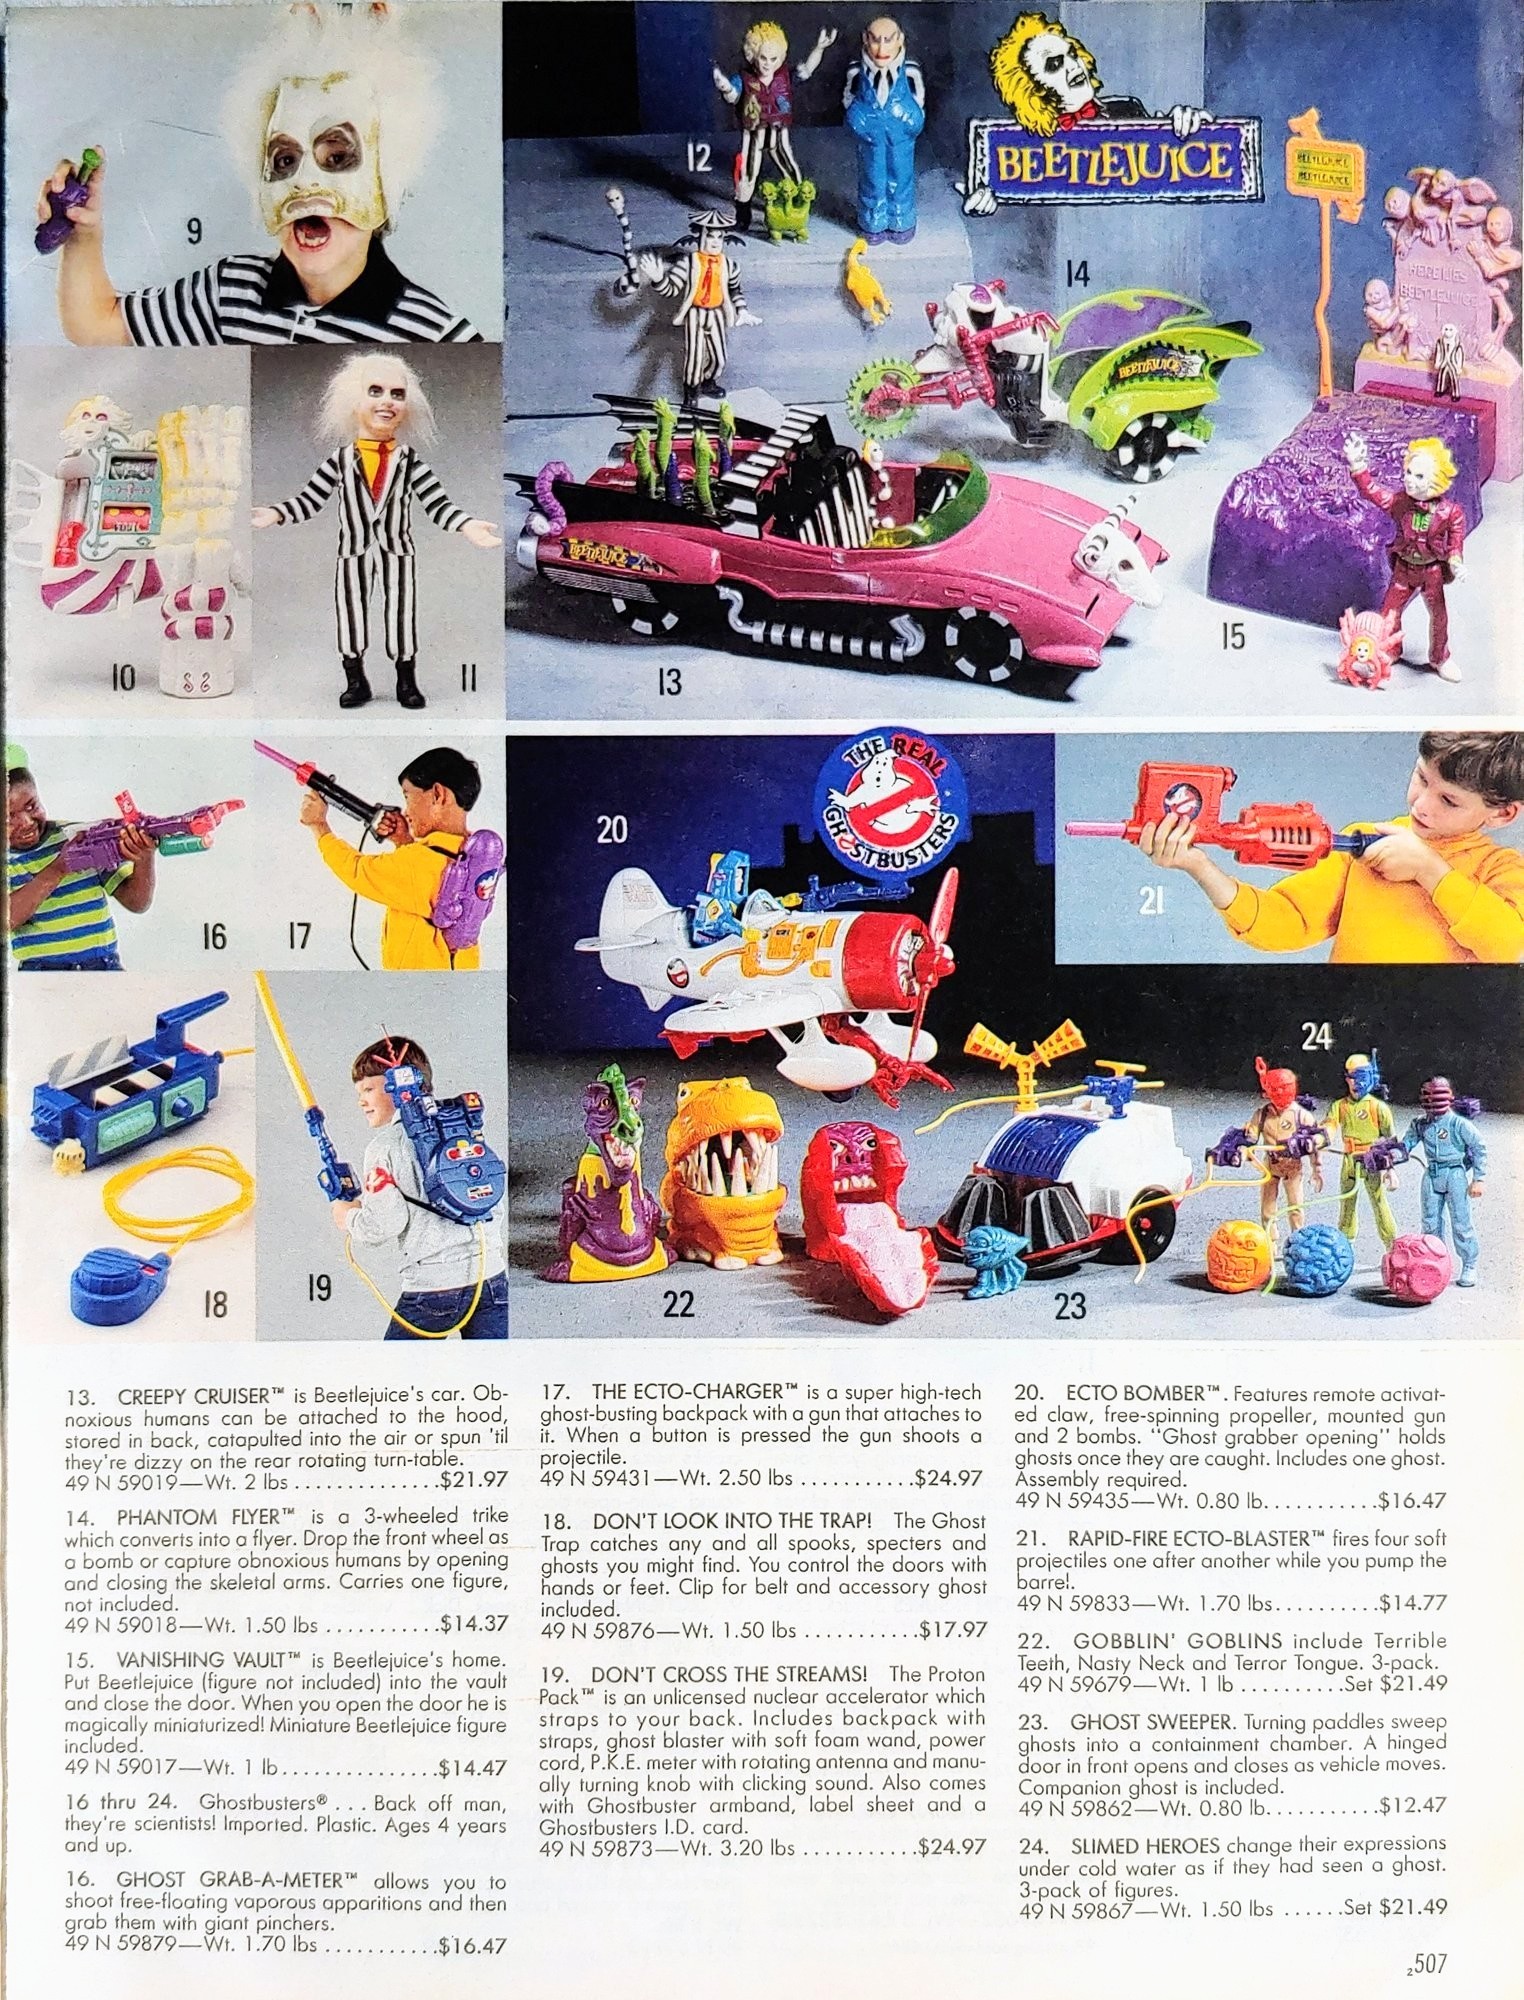 9
12
BEETLEJUICE
BEETLEJUICE
BEETLEJUICE
14
HERE LIES
BEETLEJUICE
BEETLEJUICE
BEETLEJUICE
10
11
13
15
THE REAL
GHOSTBUSTERS
20
21
16
17
24
18
19
22
23
13. CREEPY CRUISER™ is Beetlejuice's car. Ob-
noxious humans can be attached to the hood,
stored in back, catapulted into the air or spun 'til
they're dizzy on the rear rotating turn-table.
49 N 59019—Wt. 2 lbs ..............$21.97
14. PHANTOM FLYER™ is a 3-wheeled trike
which converts into a flyer. Drop the front wheel as
a bomb or capture obnoxious humans by opening
and closing the skeletal arms. Carries one figure,
not included.
49 N 59018—Wt. 1.50 lbs ...........$14.37
15. VANISHING VAULT™ is Beetlejuice's home.
Put Beetlejuice (figure not included) into the vault
and close the door. When you open the door he is
magically miniaturized! Miniature Beetlejuice figure
included.
49 N 59017—Wt. 1 lb...............$14.47
16 thru 24. Ghostbusters® . . . Back off man,
they're scientists! Imported. Plastic. Ages 4 years
and up.
16. GHOST GRAB-A-METER™ allows you to
shoot free-floating vaporous apparitions and then
grab them with giant pinchers.
49 N 59879—Wt. 1.70 lbs ...........$16.47
17. THE ECTO-CHARGER™ is a super high-tech
ghost-busting backpack with a gun that attaches to
it. When a button is pressed the gun shoots a
projectile.
49 N 59431—Wt. 2.50 lbs ...........$24.97
18. DON'T LOOK INTO THE TRAP! The Ghost
Trap catches any and all spooks, specters and
ghosts you might find. You control the doors with
hands or feet. Clip for belt and accessory ghost
included.
49 N 59876—Wt. 1.50 lbs ...........$17.97
19. DON'T CROSS THE STREAMS! The Proton
Pack™ is an unlicensed nuclear accelerator which
straps to your back. Includes backpack with
straps, ghost blaster with soft foam wand, power
cord, P.K.E. meter with rotating antenna and manu-
ally turning knob with clicking sound. Also comes
with Ghostbuster armband, label sheet and a
Ghostbusters I.D. card.
49 N 59873—Wt. 3.20 lbs ...........$24.97
20. ECTO BOMBER™. Features remote activat-
ed claw, free-spinning propeller, mounted gun
and 2 bombs. "Ghost grabber opening" holds
ghosts once they are caught. Includes one ghost.
Assembly required.
49 N 59435—Wt. 0.80 lb...........$16.47
21. RAPID-FIRE ECTO-BLASTER™ fires four soft
projectiles one after another while you pump the
barrel.
49 N 59833—Wt. 1.70 lbs..........$14.77
22. GOBBLIN' GOBLINS include Terrible
Teeth, Nasty Neck and Terror Tongue. 3-pack.
49 N 59679—Wt. 1 lb ..........Set $21.49
23. GHOST SWEEPER. Turning paddles sweep
ghosts into a containment chamber. A hinged
door in front opens and closes as vehicle moves.
Companion ghost is included.
49 N 59862—Wt. 0.80 lb...........$12.47
24. SLIMED HEROES change their expressions
under cold water as if they had seen a ghost.
3-pack of figures.
49 N 59867—Wt. 1.50 lbs ......Set $21.49
2507